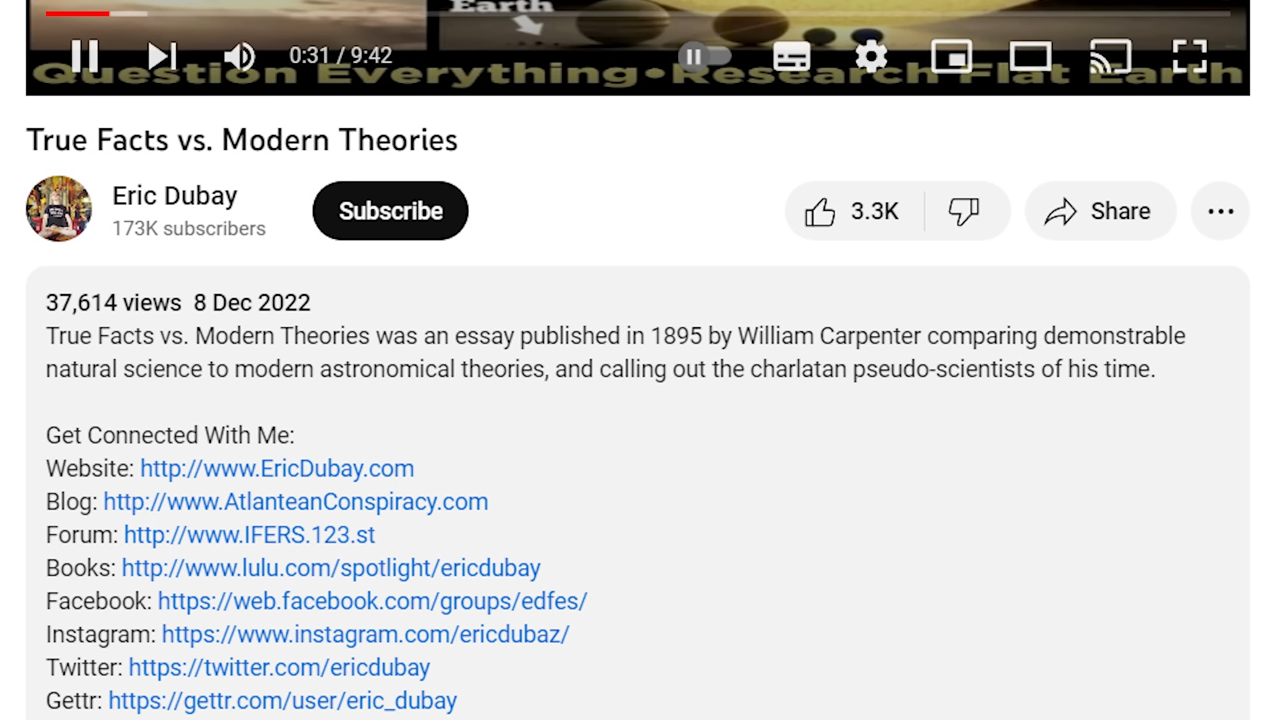 Earth
0:31 / 9:42
Question Everything•Research Flat Earth
True Facts vs. Modern Theories
Eric Dubay
173K subscribers
Subscribe
3.3K
Share
37,614 views 8 Dec 2022
True Facts vs. Modern Theories was an essay published in 1895 by William Carpenter comparing demonstrable
natural science to modern astronomical theories, and calling out the charlatan pseudo-scientists of his time.
Get Connected With Me:
Website: http://www.EricDubay.com
Blog: http://www.AtlanteanConspiracy.com
Forum: http://www.IFERS.123.st
Books: http://www.lulu.com/spotlight/ericdubay
Facebook: https://web.facebook.com/groups/edfes/
Instagram: https://www.instagram.com/ericdubaz/
Twitter: https://twitter.com/ericdubay
Gettr: https://gettr.com/user/eric_dubay